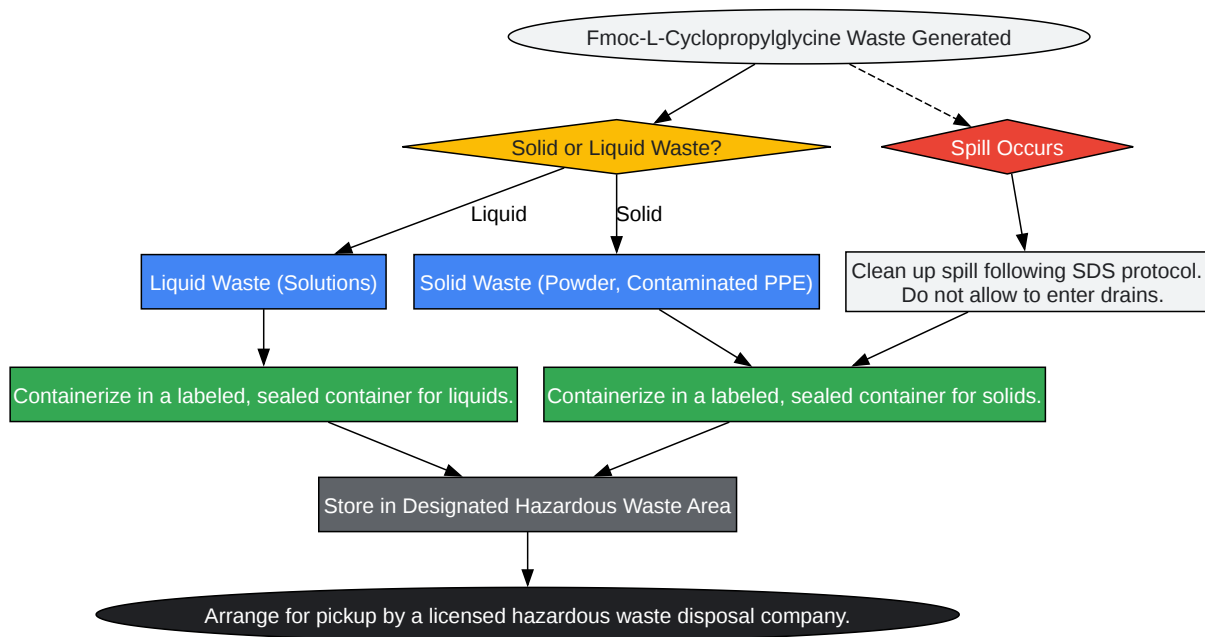 Fmoc-L-Cyclopropylglycine Waste Generated
Solid or Liquid Waste?
Spill Occurs
Liquid
Solid
Liquid Waste (Solutions)
Solid Waste (Powder, Contaminated PPE)
Clean up spill following SDS protocol.
Do not allow to enter drains.
Containerize in a labeled, sealed container for liquids.
Containerize in a labeled, sealed container for solids.
Store in Designated Hazardous Waste Area
Arrange for pickup by a licensed hazardous waste disposal company.